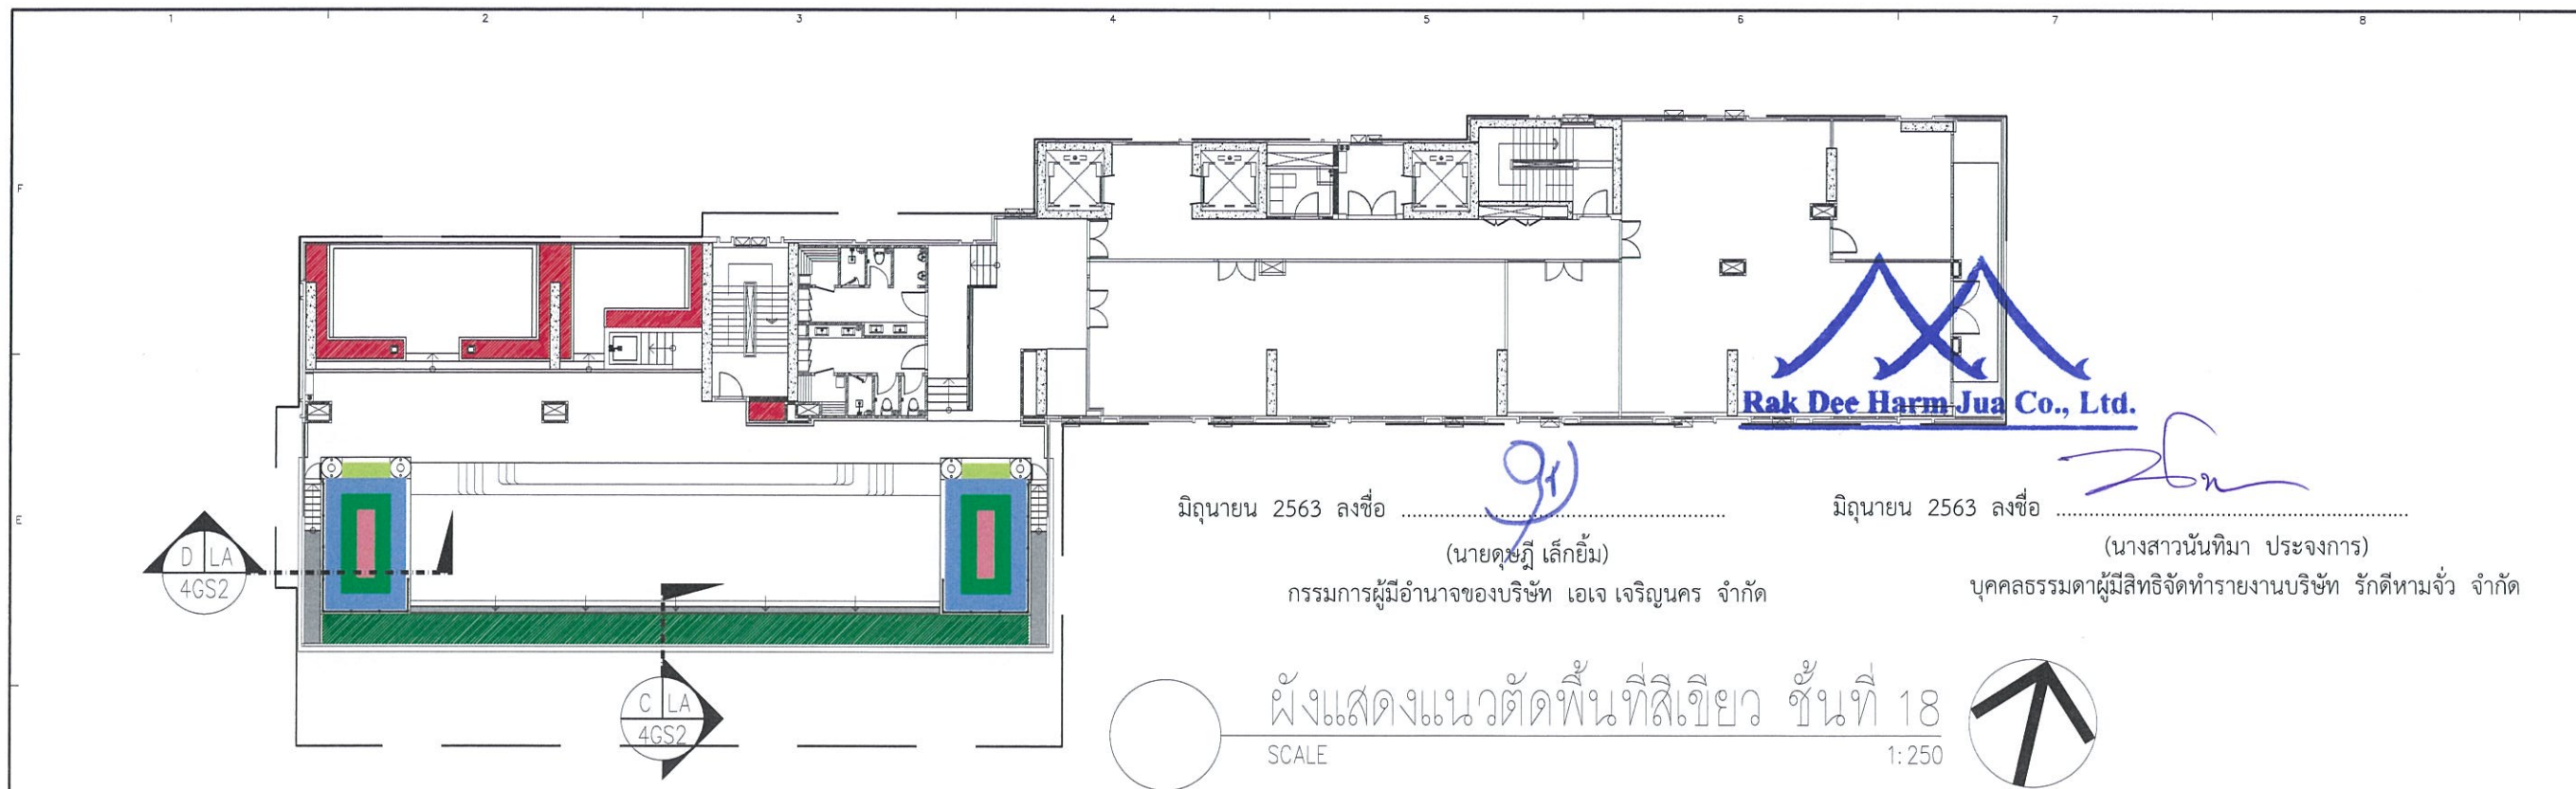 1 2 3 4 5 6 7 8
F
Rak Dee Harm Jua Co., Ltd.
E
มิถุนายน 2563 ลงชื่อ ........................................
มิถุนายน 2563 ลงชื่อ ........................................
(นายดุษฎี เล็กยิ้ม)
(นางสาวนันทิมา ประจงการ)
กรรมการผู้มีอำนาจของบริษัท เอเจ เจริญนคร จำกัด
บุคคลธรรมดาผู้มีสิทธิจัดทำรายงานบริษัท รักดีหามจั่ว จำกัด
D LA
4GS2
C LA
4GS2
ผังแสดงแนวตัดพื้นที่สีเขียว ชั้นที่ 18
SCALE 1:250